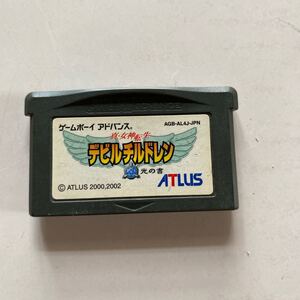 ゲームボーイ アドバンス
AGB-AL4J-JPN
真・女神転生
デビルチルドレン
光の書
© ATLUS 2000,2002
ATLUS